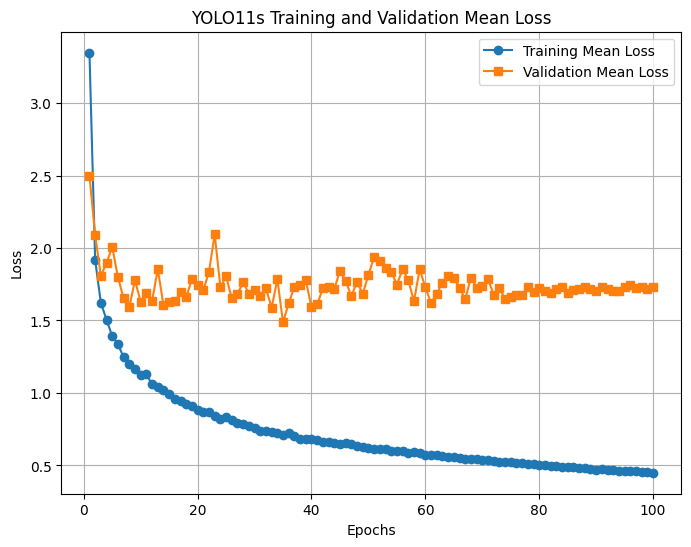 YOLO11s Training and Validation Mean Loss
Training Mean Loss
Validation Mean Loss
Loss
3.0
2.5
2.0
1.5
1.0
0.5
0
20
40
60
80
100
Epochs